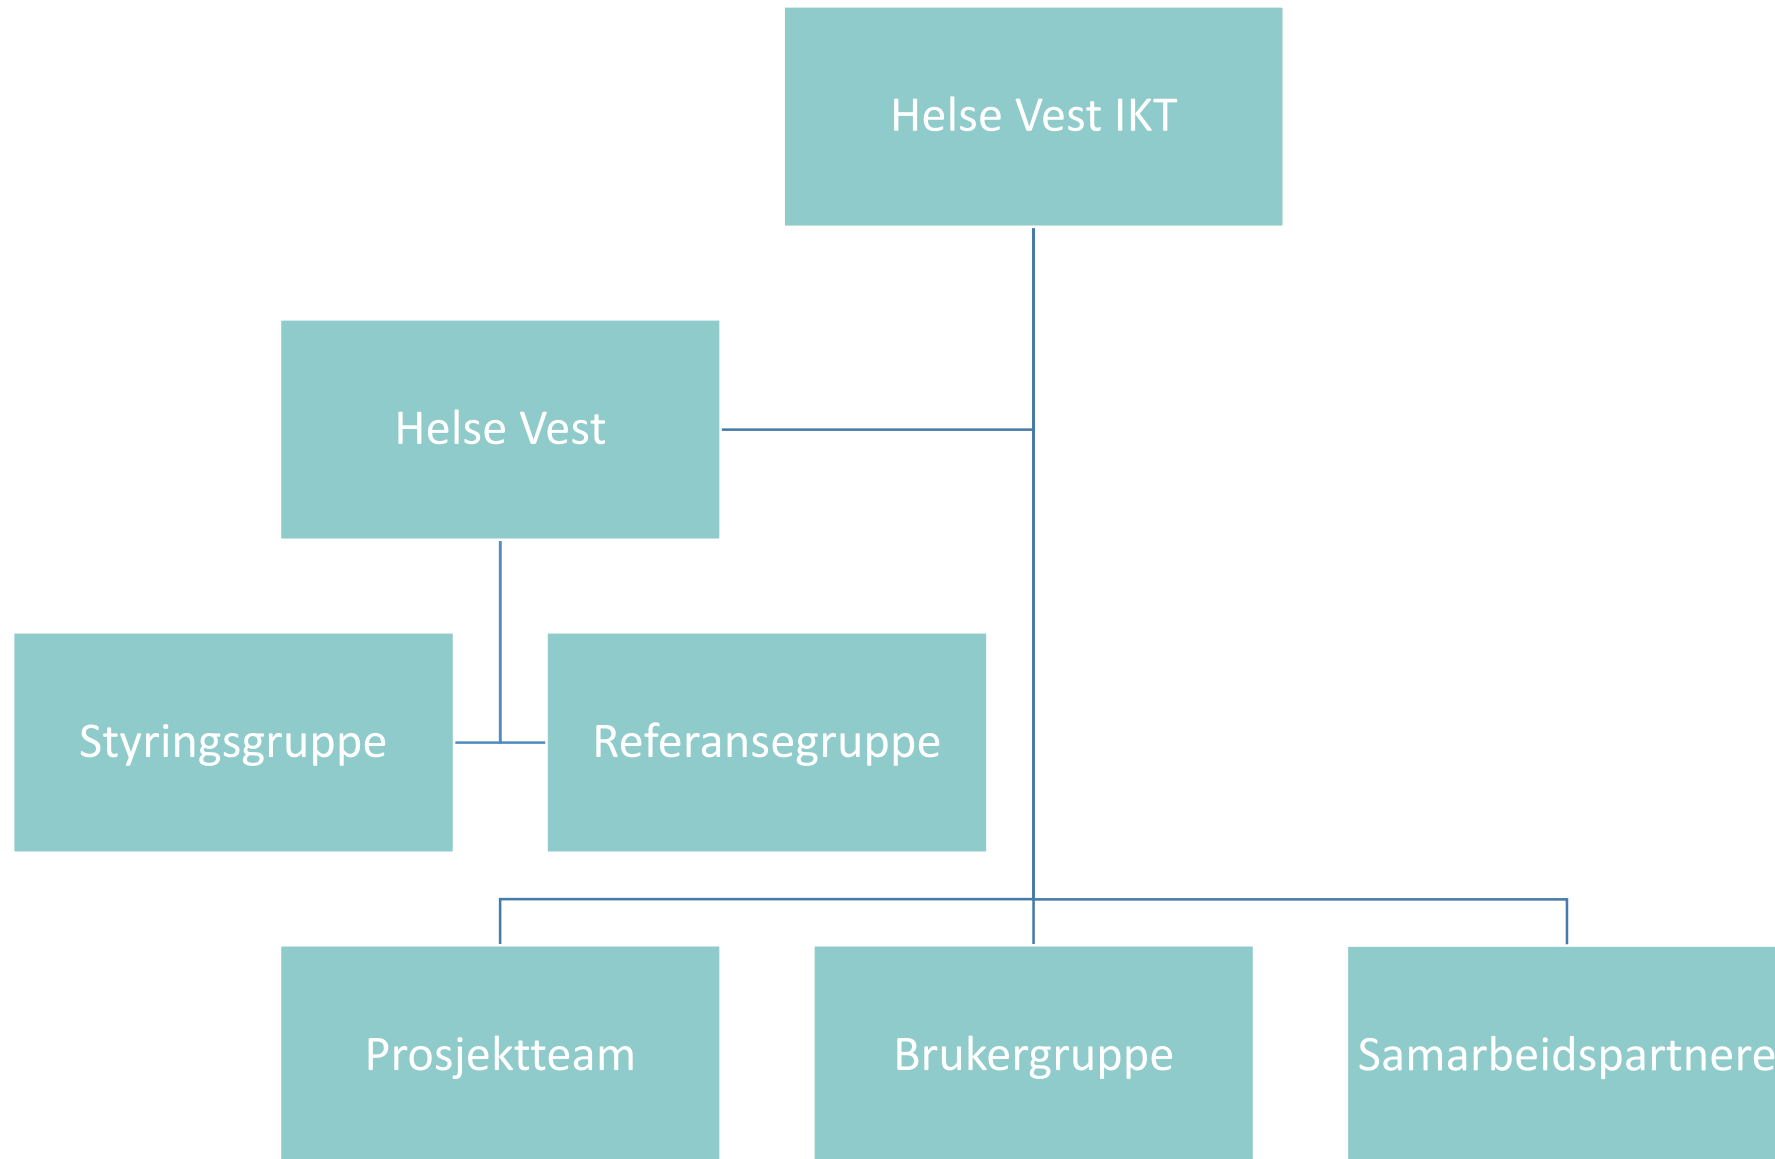 Helse Vest IKT
Helse Vest
Styringsgruppe
Referansegruppe
Prosjektteam
Brukergruppe
Samarbeidspartnere